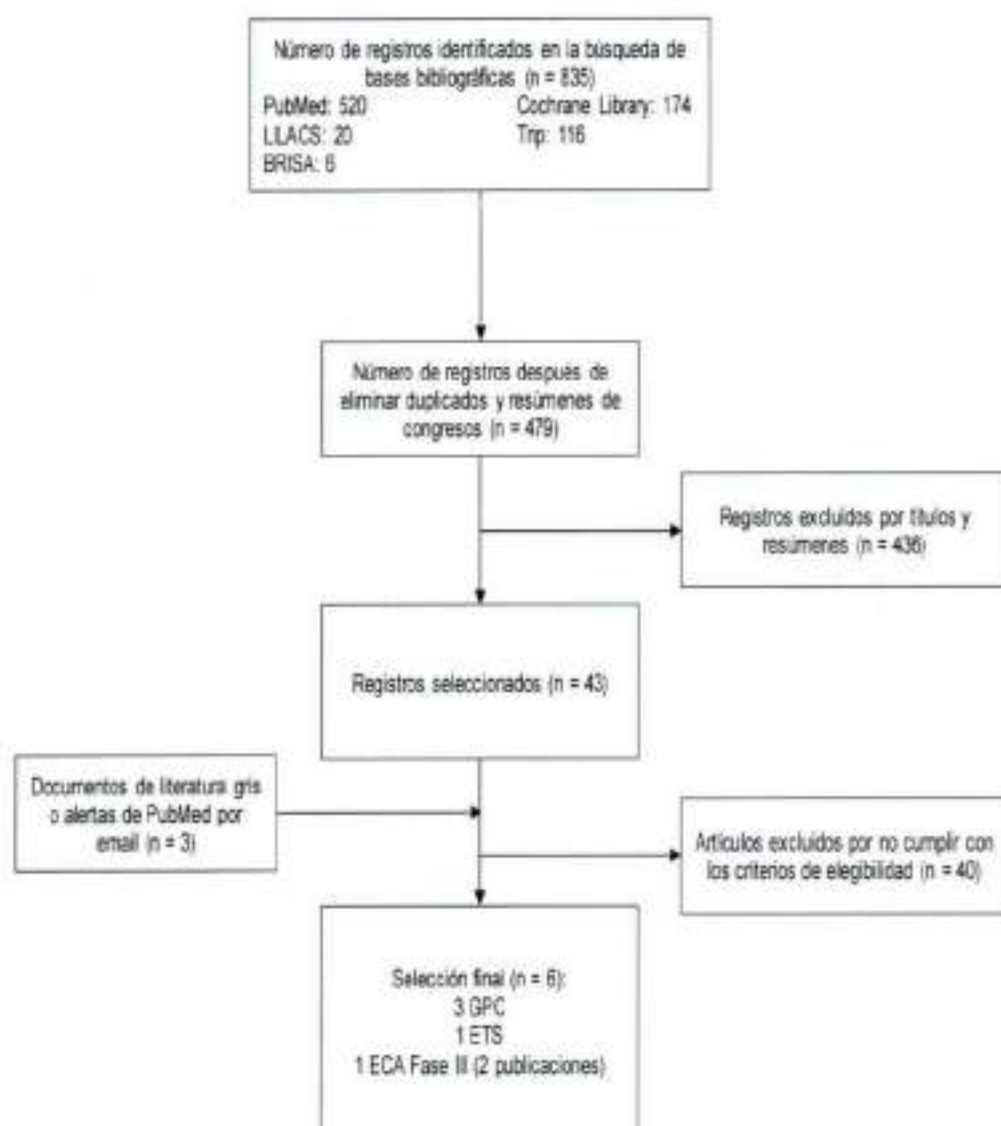 Número de registros identificados en la búsqueda de
bases bibliográficas (n = 835)
PubMed: 520 Cochrane Library: 174
LILACS: 20 Trip: 116
BRISA: 6
Número de registros después de
eliminar duplicados y resúmenes de
congresos (n = 479)
Registros excluidos por títulos y
resúmenes (n = 436)
Registros seleccionados (n = 43)
Documentos de literatura gris
o alertas de PubMed por
email (n = 3)
Artículos excluidos por no cumplir con
los criterios de elegibilidad (n = 40)
Selección final (n = 6):
3 GPC
1 ETS
1 ECA Fase III (2 publicaciones)